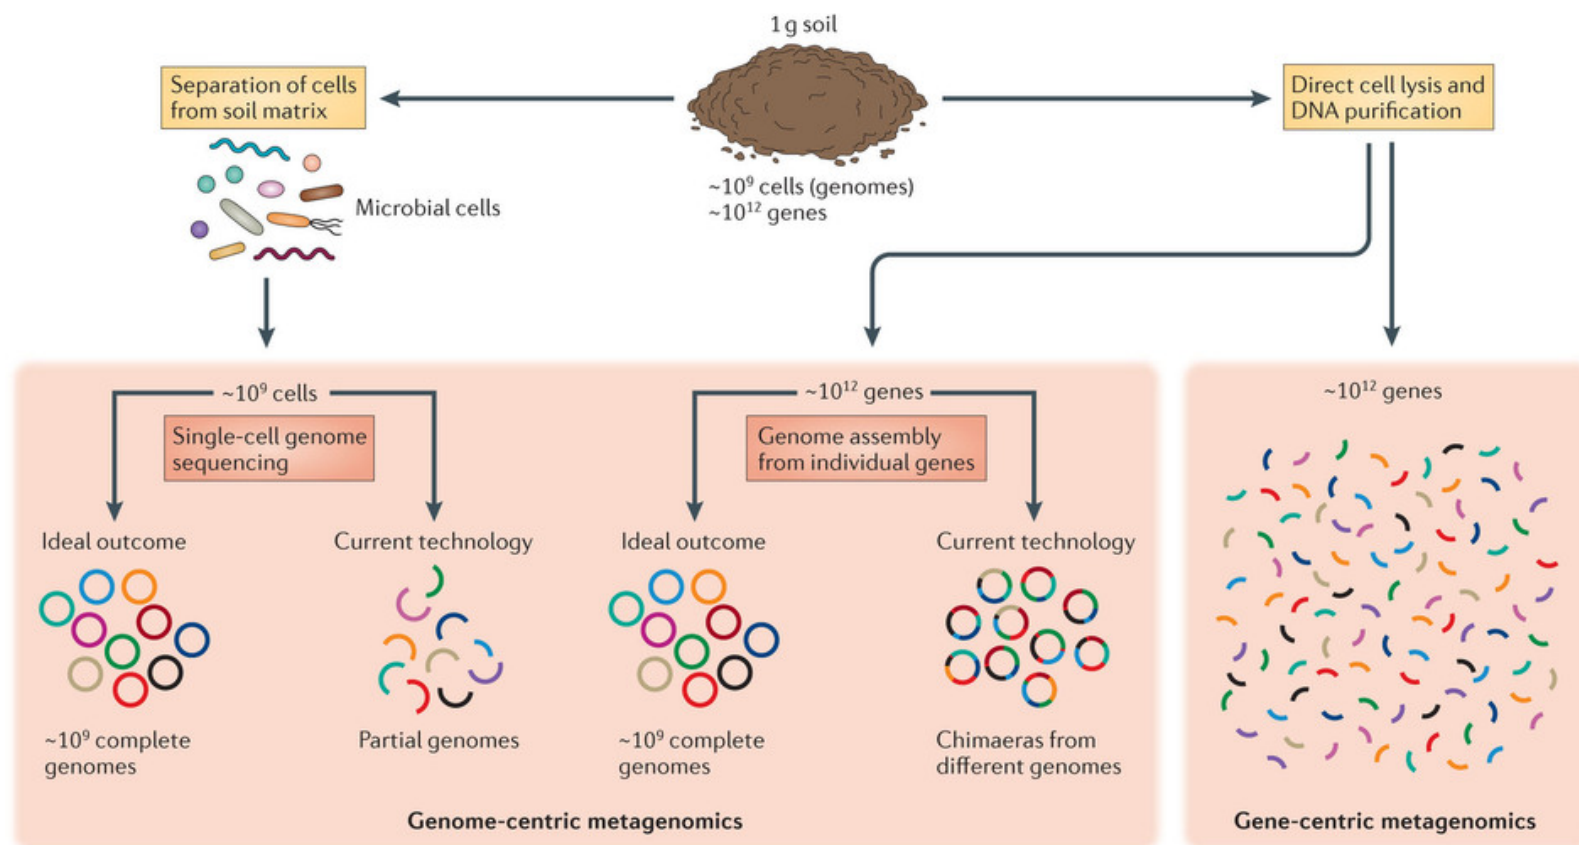 1 g soil
Separation of cells
from soil matrix
Direct cell lysis and
DNA purification
~10⁹ cells (genomes)
~10¹² genes
Microbial cells
~10⁹ cells
Single-cell genome
sequencing
Ideal outcome
Current technology
~10⁹ complete
genomes
Partial genomes
~10¹² genes
Genome assembly
from individual genes
Ideal outcome
Current technology
~10⁹ complete
genomes
Chimaeras from
different genomes
Genome-centric metagenomics
~10¹² genes
Gene-centric metagenomics